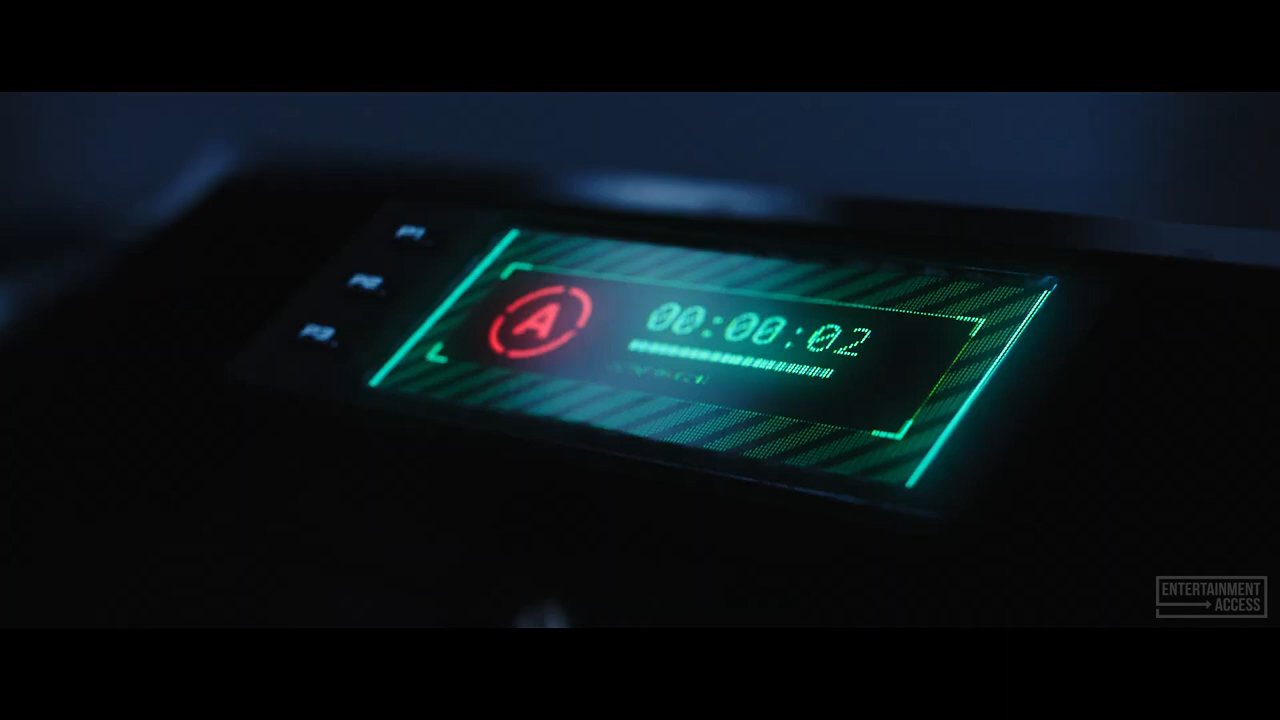 P1.
P2.
P3.
A
00:00:02
ENTERTAINMENT
ACCESS